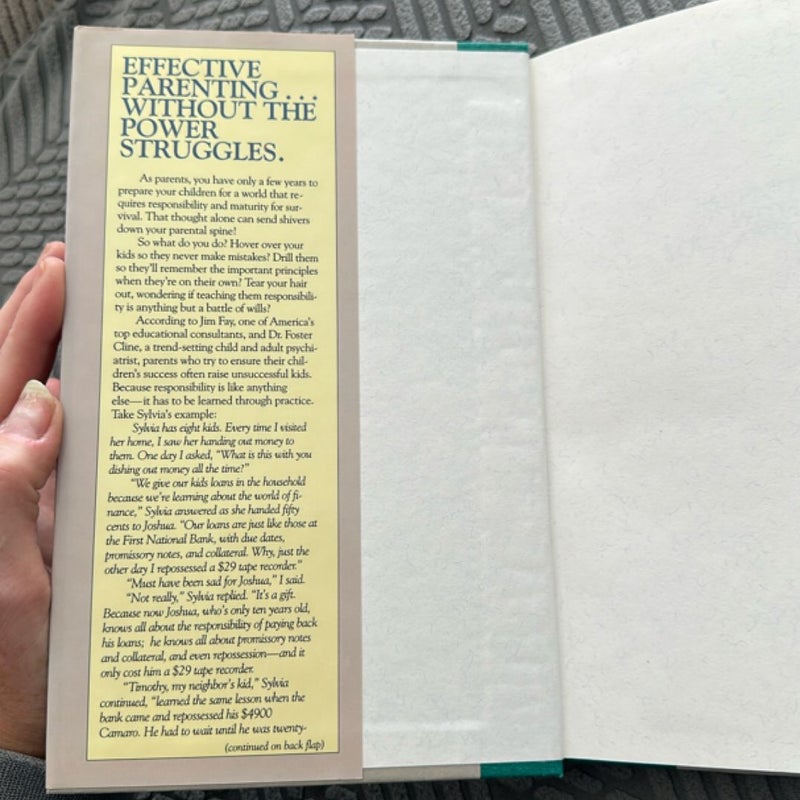 EFFECTIVE
PARENTING . . .
WITHOUT THE
POWER
STRUGGLES.
As parents, you have only a few years to
prepare your children for a world that re-
quires responsibility and maturity for sur-
vival. That thought alone can send shivers
down your parental spine!
So what do you do? Hover over your
kids so they never make mistakes? Drill them
so they'll remember the important principles
when they're on their own? Tear your hair
out, wondering if teaching them responsibili-
ty is anything but a battle of wills?
According to Jim Fay, one of America's
top educational consultants, and Dr. Foster
Cline, a trend-setting child and adult psychi-
atrist, parents who try to ensure their chil-
dren's success often raise unsuccessful kids.
Because responsibility is like anything
else—it has to be learned through practice.
Take Sylvia's example:
Sylvia has eight kids. Every time I visited
her home, I saw her handing out money to
them. One day I asked, "What is this with you
dishing out money all the time?"
"We give our kids loans in the household
because we're learning about the world of fi-
nance," Sylvia answered as she handed fifty
cents to Joshua. "Our loans are just like those at
the First National Bank, with due dates,
promissory notes, and collateral. Why, just the
other day I repossessed a $29 tape recorder."
"Must have been sad for Joshua," I said.
"Not really," Sylvia replied. "It's a gift.
Because now Joshua, who's only ten years old,
knows all about the responsibility of paying back
his loans; he knows all about promissory notes
and collateral, and even repossession—and it
only cost him a $29 tape recorder.
"Timothy, my neighbor's kid," Sylvia
continued, "learned the same lesson when the
bank came and repossessed his $4900
Camaro. He had to wait until he was twenty-
(continued on back flap)